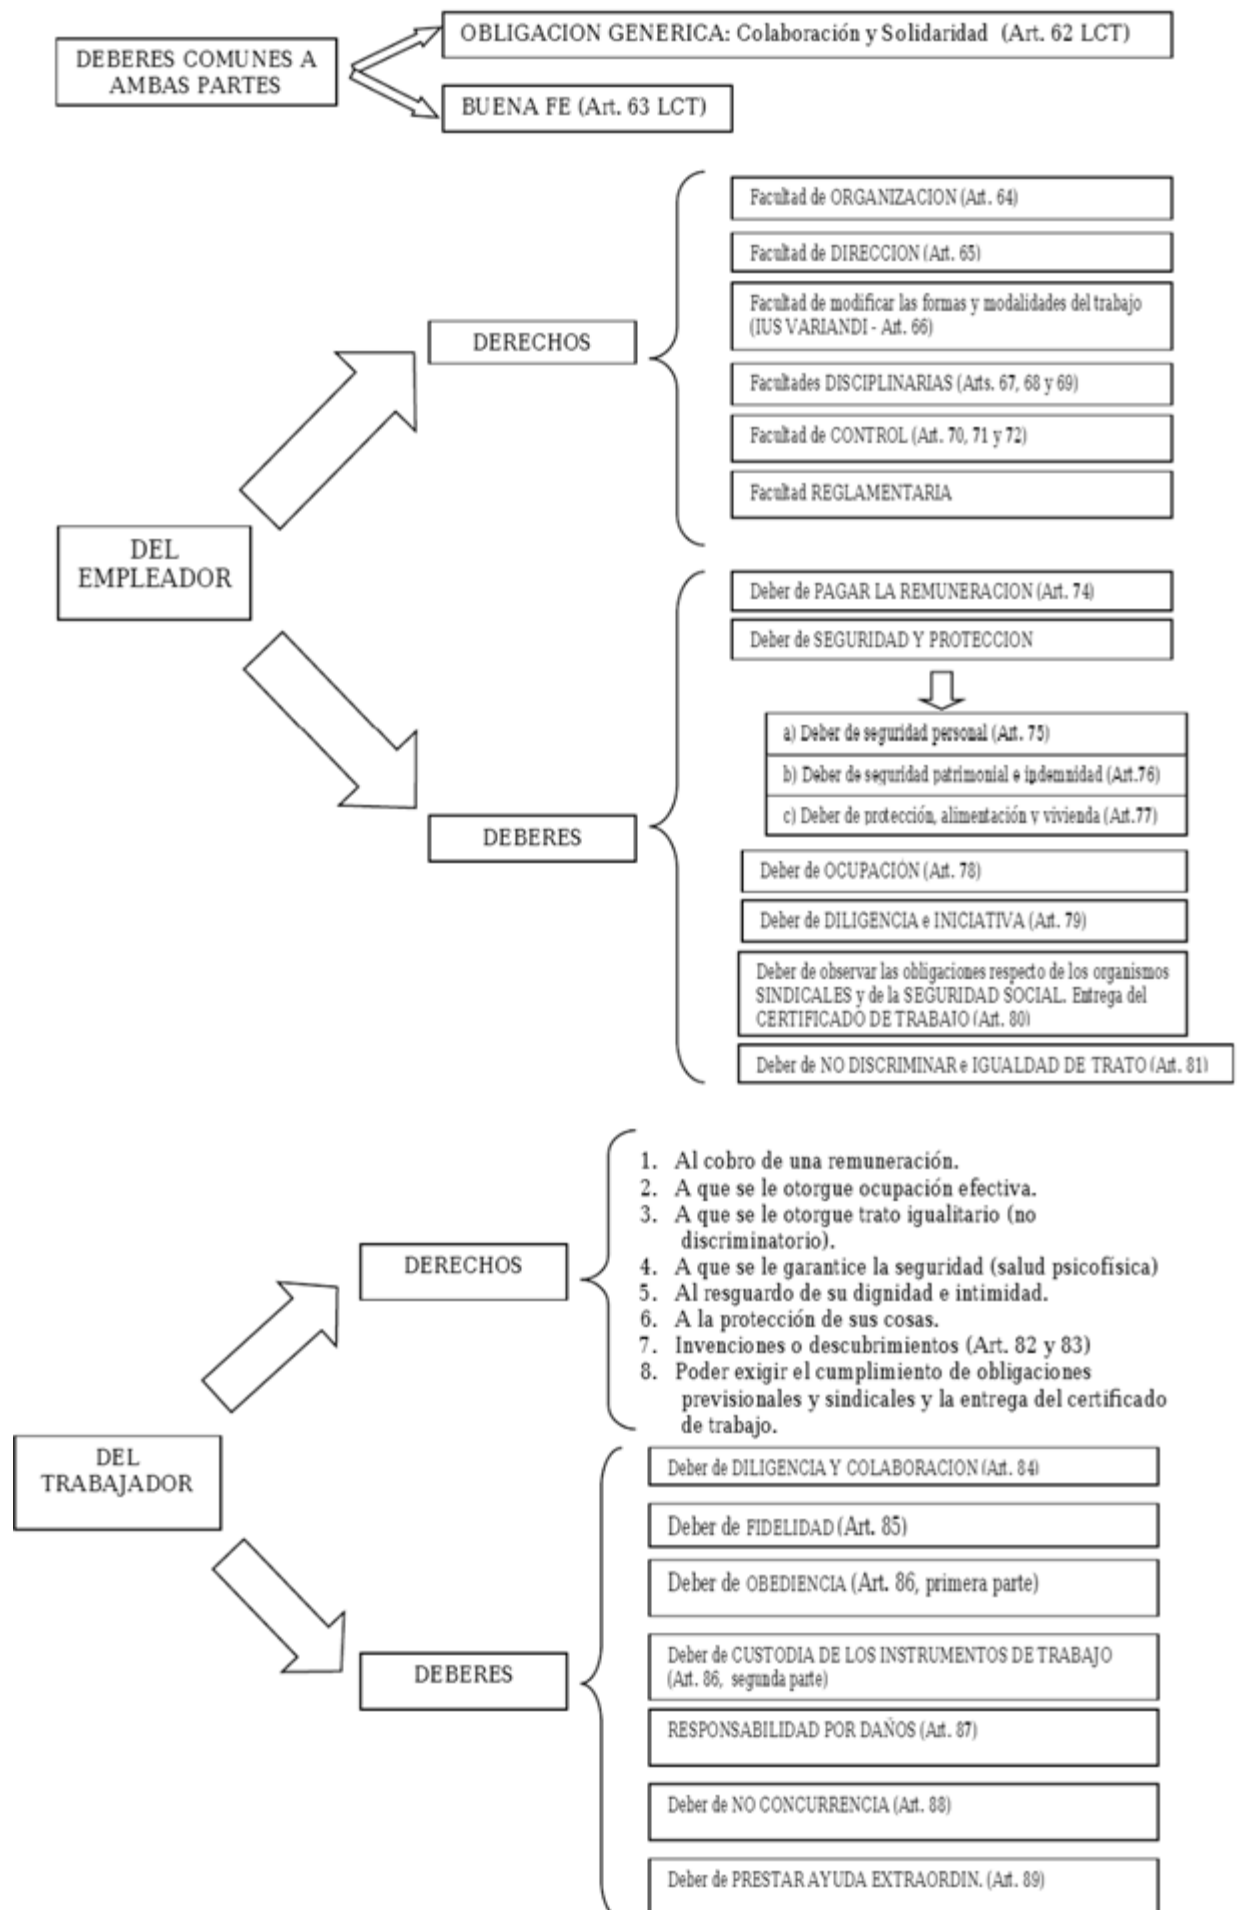 DEBERES COMUNES A
AMBAS PARTES
OBLIGACION GENERICA: Colaboración y Solidaridad (Art. 62 LCT)
BUENA FE (Art. 63 LCT)
DEL
EMPLEADOR
DERECHOS
Facultad de ORGANIZACION (Art. 64)
Facultad de DIRECCION (Art. 65)
Facultad de modificar las formas y modalidades del trabajo
(IUS VARIANDI - Art. 66)
Facultades DISCIPLINARIAS (Arts. 67, 68 y 69)
Facultad de CONTROL (Art. 70, 71 y 72)
Facultad REGLAMENTARIA
DEBERES
Deber de PAGAR LA REMUNERACION (Art. 74)
Deber de SEGURIDAD Y PROTECCION
a) Deber de seguridad personal (Art. 75)
b) Deber de seguridad patrimonial e indemnidad (Art.76)
c) Deber de protección, alimentación y vivienda (Art.77)
Deber de OCUPACIÓN (Art. 78)
Deber de DILIGENCIA e INICIATIVA (Art. 79)
Deber de observar las obligaciones respecto de los organismos
SINDICALES y de la SEGURIDAD SOCIAL. Entrega del
CERTIFICADO DE TRABAJO (Art. 80)
Deber de NO DISCRIMINAR e IGUALDAD DE TRATO (Art. 81)
DEL
TRABAJADOR
DERECHOS
1. Al cobro de una remuneración.
2. A que se le otorgue ocupación efectiva.
3. A que se le otorgue trato igualitario (no
discriminatorio).
4. A que se le garantice la seguridad (salud psicofísica)
5. Al resguardo de su dignidad e intimidad.
6. A la protección de sus cosas.
7. Invenciones o descubrimientos (Art. 82 y 83)
8. Poder exigir el cumplimiento de obligaciones
previsionales y sindicales y la entrega del certificado
de trabajo.
DEBERES
Deber de DILIGENCIA Y COLABORACION (Art. 84)
Deber de FIDELIDAD (Art. 85)
Deber de OBEDIENCIA (Art. 86, primera parte)
Deber de CUSTODIA DE LOS INSTRUMENTOS DE TRABAJO
(Art. 86, segunda parte)
RESPONSABILIDAD POR DAÑOS (Art. 87)
Deber de NO CONCURRENCIA (Art. 88)
Deber de PRESTAR AYUDA EXTRAORDIN. (Art. 89)